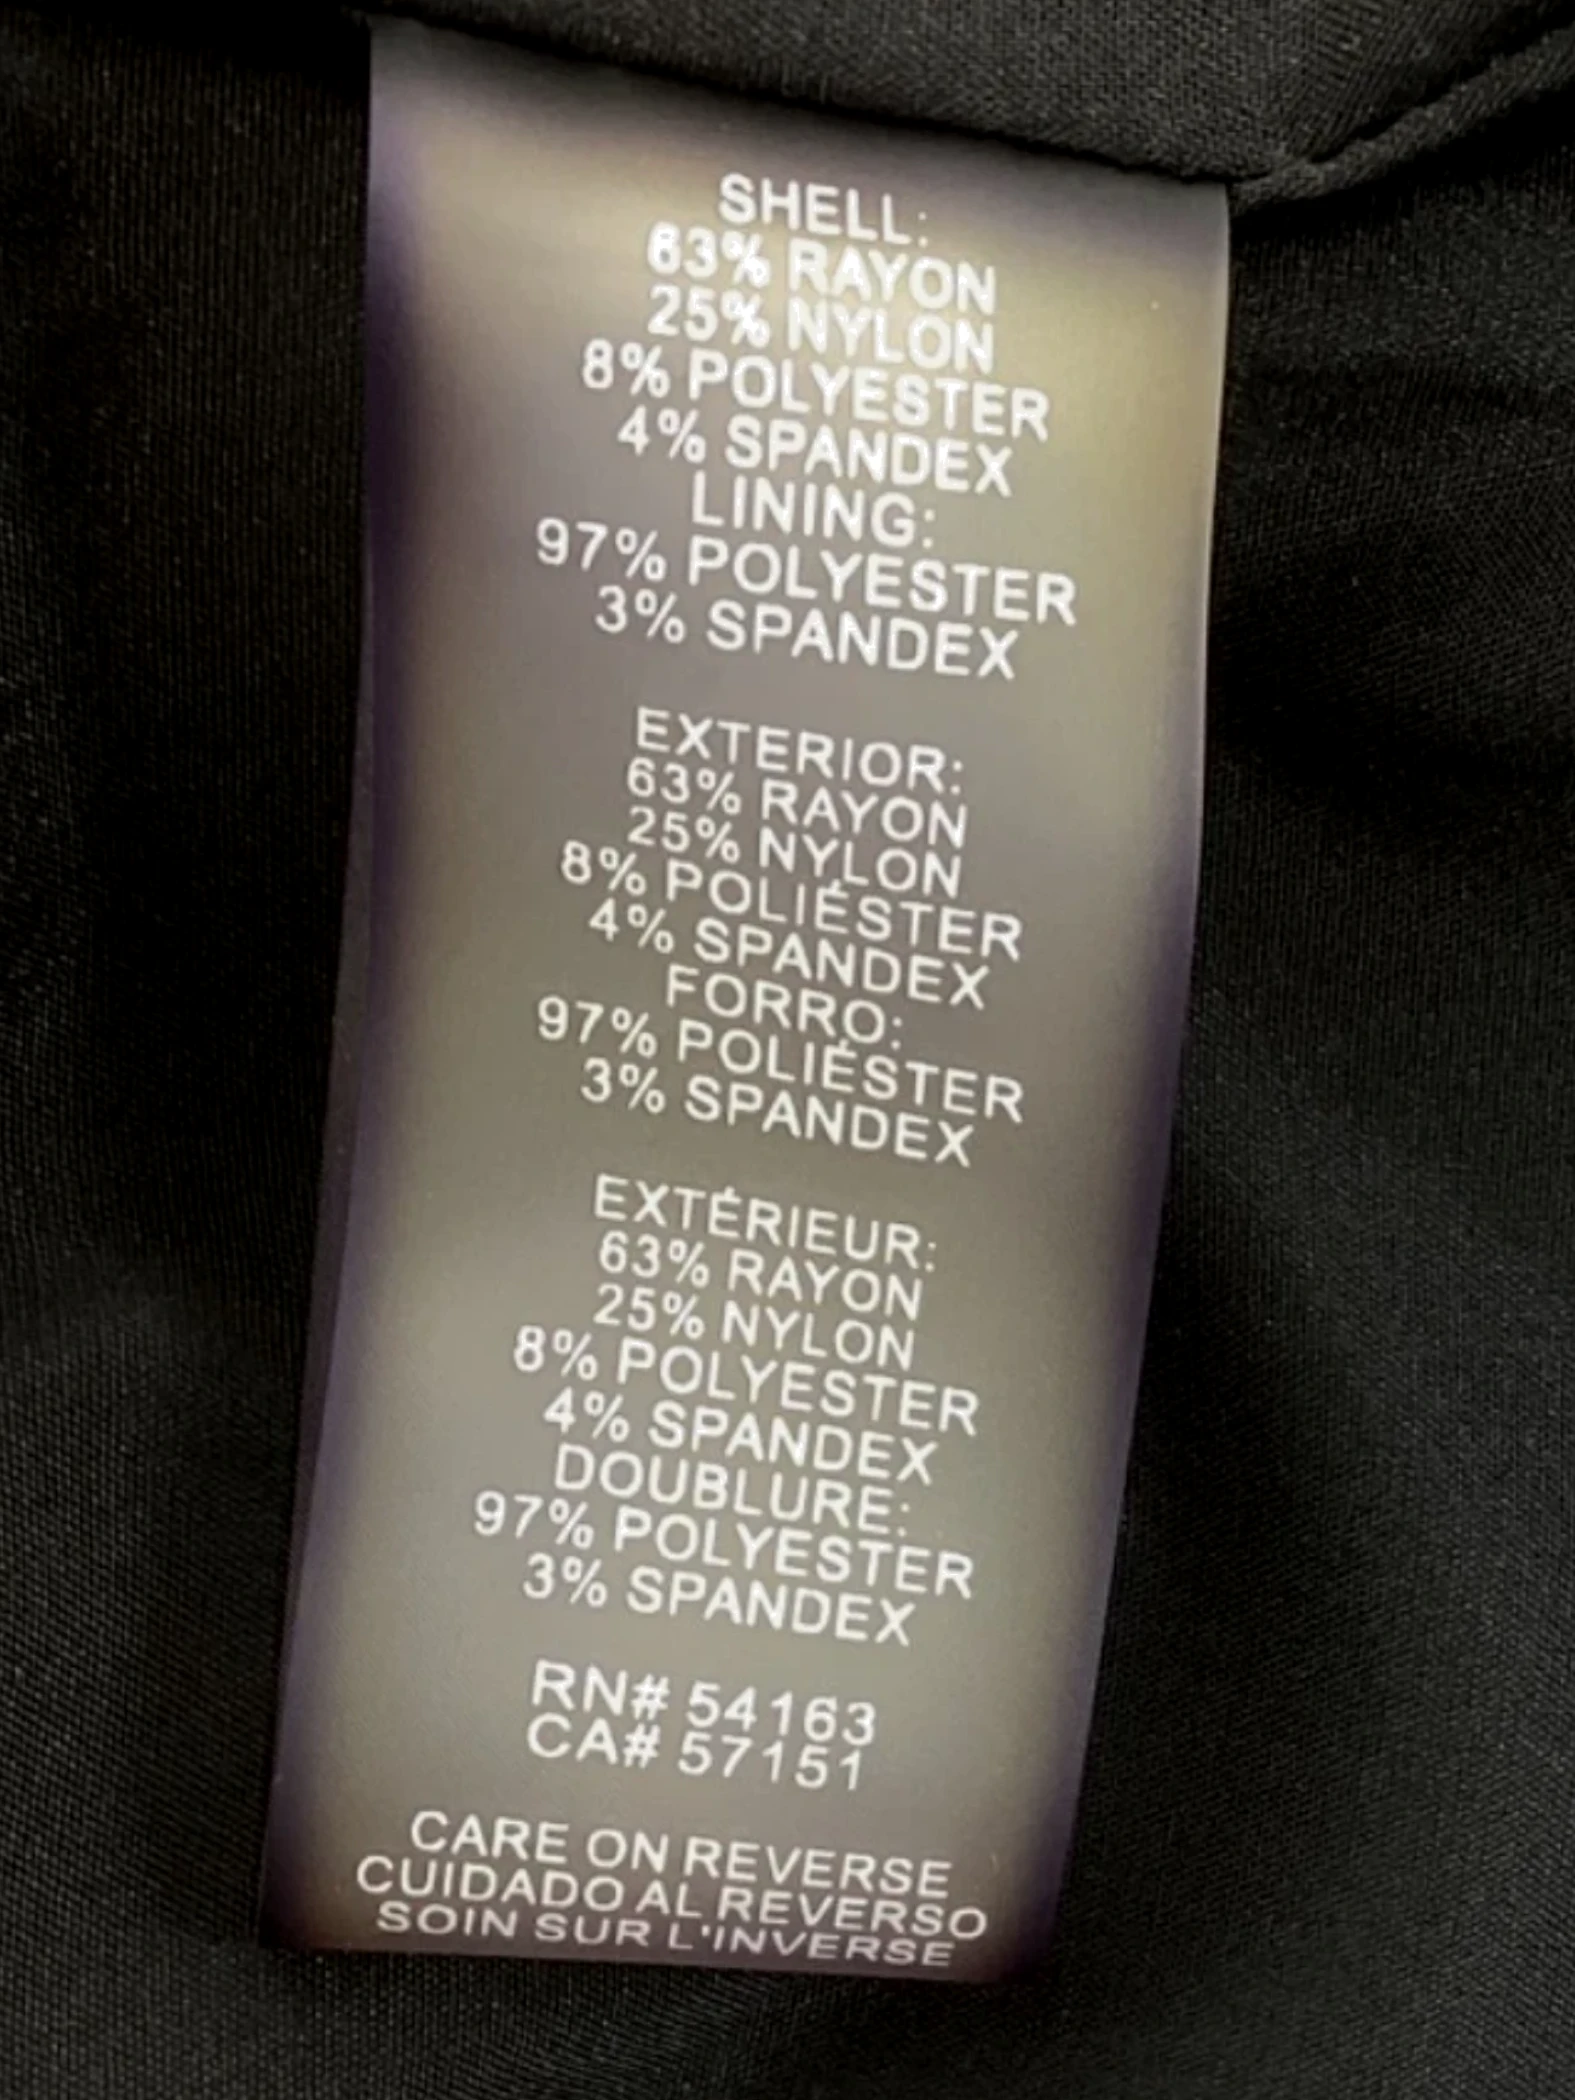 SHELL:
63% RAYON
25% NYLON
8% POLYESTER
4% SPANDEX
LINING:
97% POLYESTER
3% SPANDEX
EXTERIOR:
63% RAYON
25% NYLON
8% POLIÉSTER
4% SPANDEX
FORRO:
97% POLIÉSTER
3% SPANDEX
EXTÉRIEUR:
63% RAYON
25% NYLON
8% POLYESTER
4% SPANDEX
DOUBLURE:
97% POLYESTER
3% SPANDEX
RN# 54163
CA# 57151
CARE ON REVERSE
CUIDADO AL REVERSO
SOIN SUR L'INVERSE